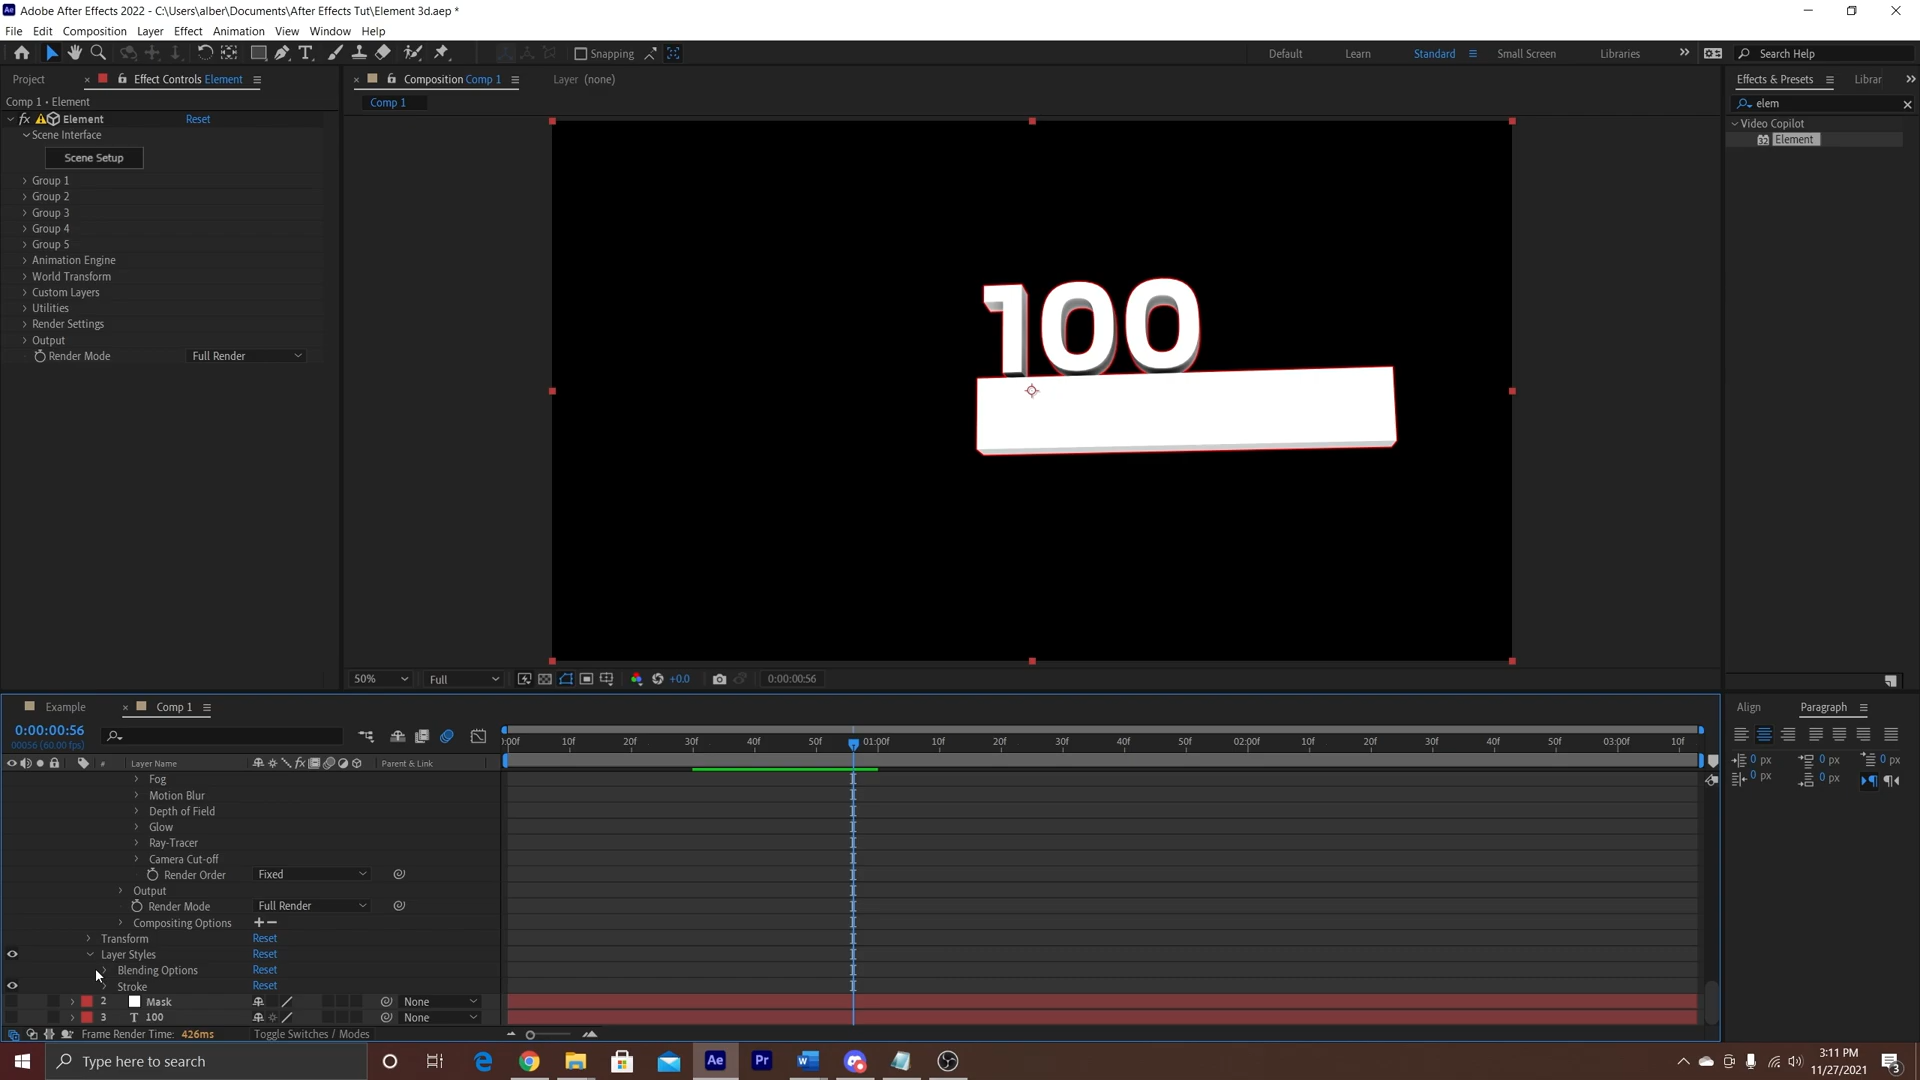 Adobe After Effects 2022 - C:\Users\alber\Documents\After Effects Tut\Element 3d.aep *
File Edit Composition Layer Effect Animation View Window Help
Snapping
Default Learn Standard Small Screen Libraries
Search Help
Project
Effect Controls Element
Composition Comp 1
Layer (none)
Effects & Presets
Librar
Comp 1 • Element
Comp 1
elem
Element Reset
Video Copilot
Scene Interface
Element
Scene Setup
Group 1
Group 2
Group 3
Group 4
Group 5
Animation Engine
World Transform
Custom Layers
Utilities
Render Settings
Output
Render Mode Full Render
100
50% Full +0.0 0:00:00:56
Example Comp 1
Align Paragraph
0:00:00:56
00056 (60.00 fps)
):00f 10f 20f 30f 40f 50f 01:00f 10f 20f 30f 40f 50f 02:00f 10f 20f 30f 40f 50f 03:00f 10f
# Layer Name Parent & Link
0 px 0 px 0 px
0 px 0 px
Fog
Motion Blur
Depth of Field
Glow
Ray-Tracer
Camera Cut-off
Render Order Fixed
Output
Render Mode Full Render
Compositing Options
Transform Reset
Layer Styles Reset
Blending Options Reset
Stroke Reset
2 Mask None
3 T 100 None
Frame Render Time: 426ms Toggle Switches / Modes
Type here to search
Ae Pr
3:11 PM
11/27/2021
3